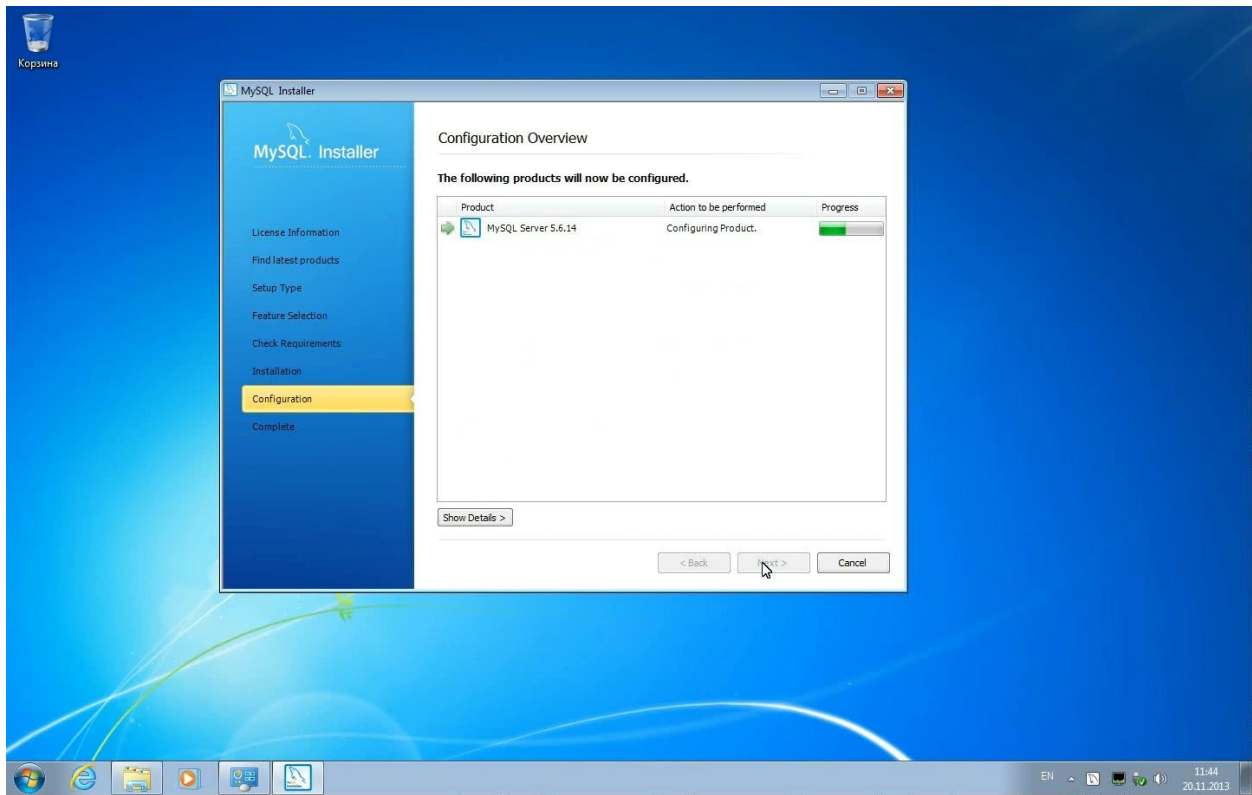 Корзина
MySQL Installer
MySQL. Installer
License Information
Find latest products
Setup Type
Feature Selection
Check Requirements
Installation
Configuration
Complete
Configuration Overview
The following products will now be configured.
Product Action to be performed Progress
MySQL Server 5.6.14 Configuring Product.
Show Details >
< Back Next > Cancel
EN 11:44
20.11.2013